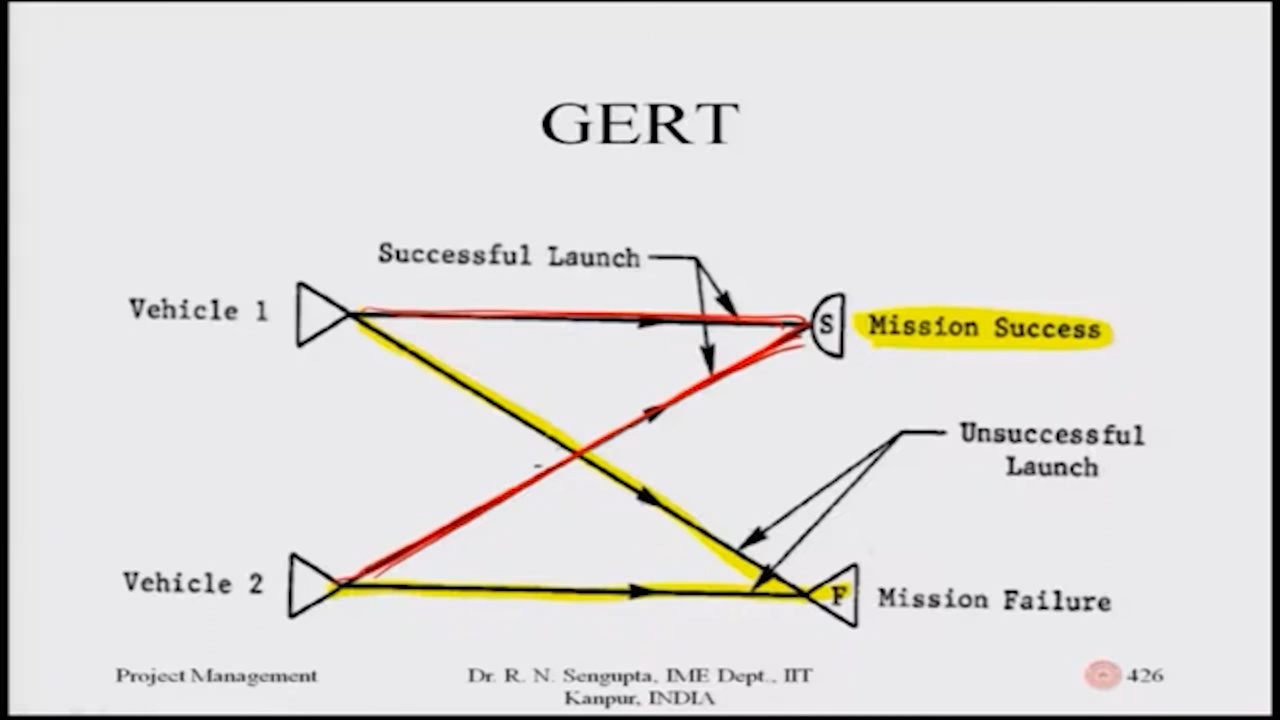 GERT
Successful Launch
Vehicle 1
S
Mission Success
Unsuccessful
Launch
Vehicle 2
F
Mission Failure
Project Management
Dr. R. N. Sengupta, IME Dept., IIT
Kanpur, INDIA
426